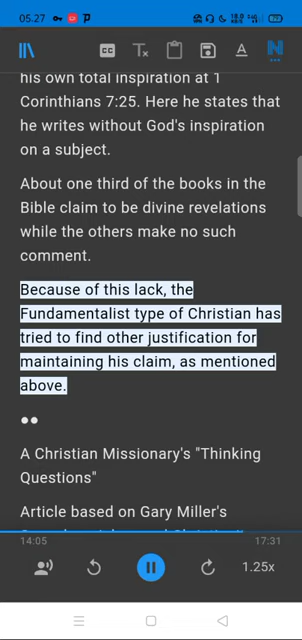 05.27
18.8
72
CC
A
N
his own total inspiration at 1
Corinthians 7:25. Here he states that
he writes without God's inspiration
on a subject.
About one third of the books in the
Bible claim to be divine revelations
while the others make no such
comment.
Because of this lack, the
Fundamentalist type of Christian has
tried to find other justification for
maintaining his claim, as mentioned
above.
A Christian Missionary's "Thinking
Questions"
Article based on Gary Miller's
14:05
17:31
1.25x